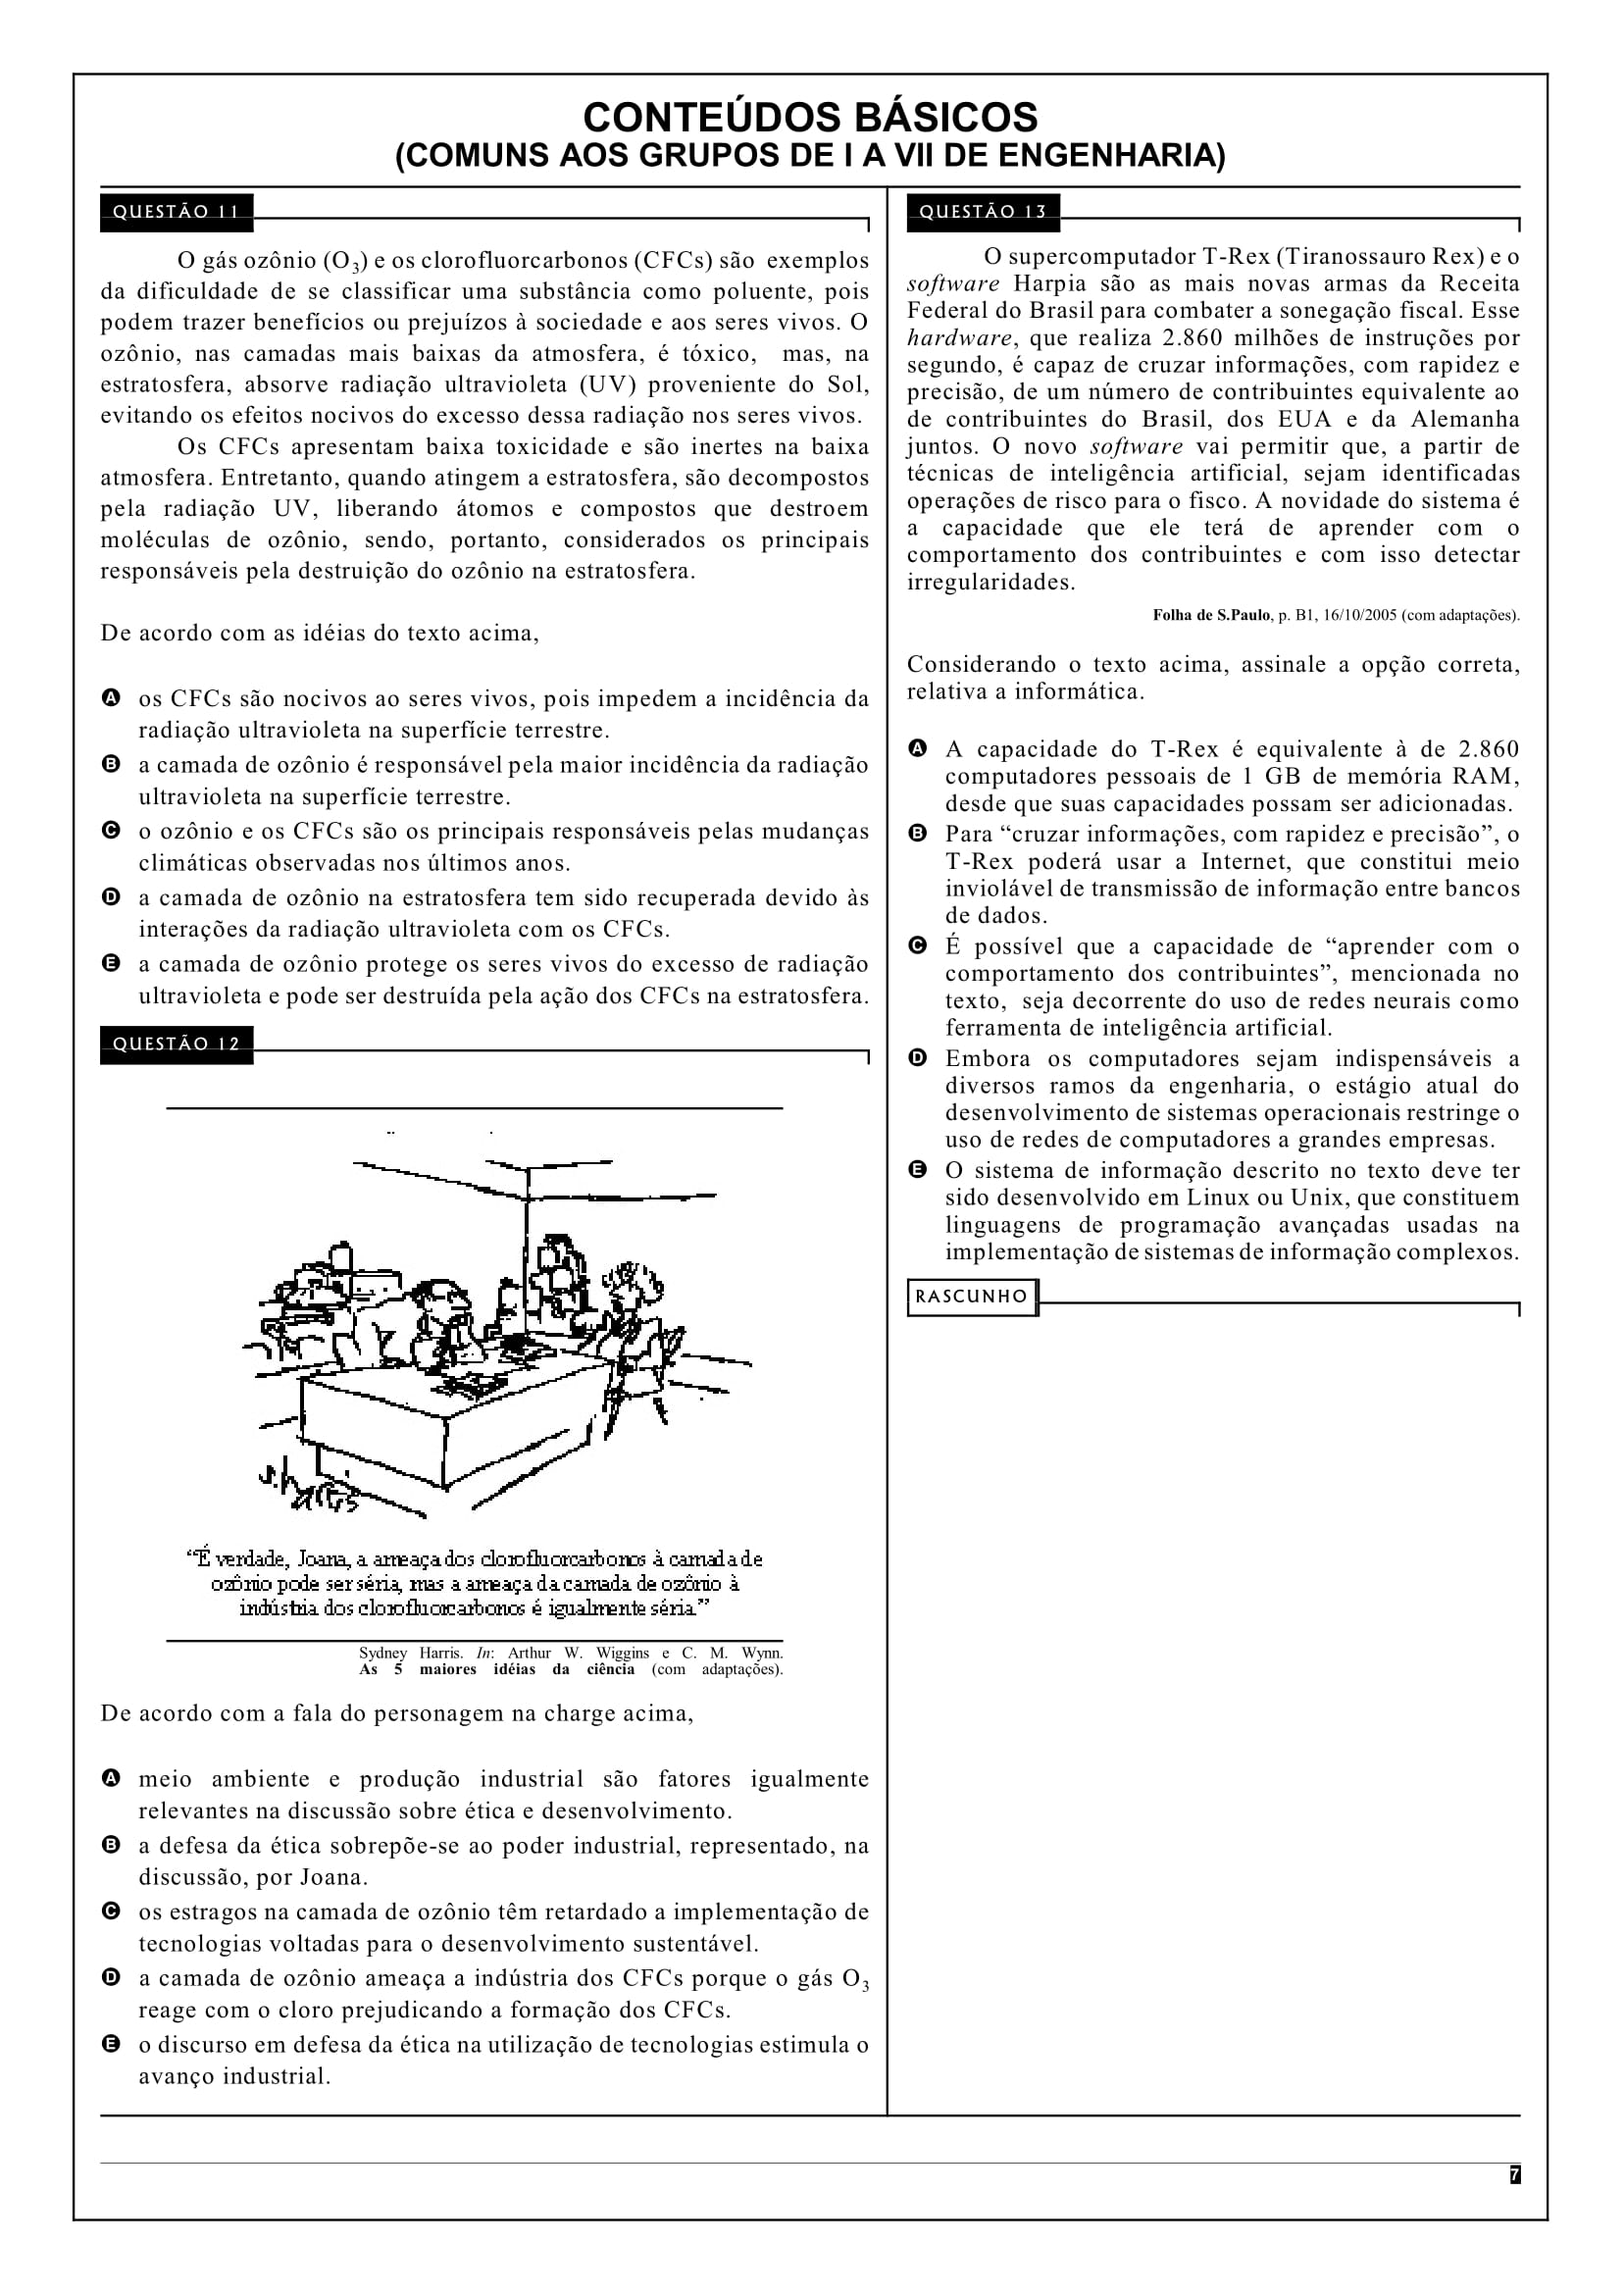 CONTEÚDOS BÁSICOS
(COMUNS AOS GRUPOS DE I A VII DE ENGENHARIA)
QUESTÃO 11
O gás ozônio (O3) e os clorofluorcarbonos (CFCs) são exemplos
da dificuldade de se classificar uma substância como poluente, pois
podem trazer benefícios ou prejuízos à sociedade e aos seres vivos. O
ozônio, nas camadas mais baixas da atmosfera, é tóxico, mas, na
estratosfera, absorve radiação ultravioleta (UV) proveniente do Sol,
evitando os efeitos nocivos do excesso dessa radiação nos seres vivos.
Os CFCs apresentam baixa toxicidade e são inertes na baixa
atmosfera. Entretanto, quando atingem a estratosfera, são decompostos
pela radiação UV, liberando átomos e compostos que destroem
moléculas de ozônio, sendo, portanto, considerados os principais
responsáveis pela destruição do ozônio na estratosfera.
De acordo com as idéias do texto acima,
A os CFCs são nocivos ao seres vivos, pois impedem a incidência da
radiação ultravioleta na superfície terrestre.
B a camada de ozônio é responsável pela maior incidência da radiação
ultravioleta na superfície terrestre.
C o ozônio e os CFCs são os principais responsáveis pelas mudanças
climáticas observadas nos últimos anos.
D a camada de ozônio na estratosfera tem sido recuperada devido às
interações da radiação ultravioleta com os CFCs.
E a camada de ozônio protege os seres vivos do excesso de radiação
ultravioleta e pode ser destruída pela ação dos CFCs na estratosfera.
QUESTÃO 12
S. harris
“É verdade, Joana, a ameaça dos clorofluorcarbonos à camada de
ozônio pode ser séria, mas a ameaça da camada de ozônio à
indústria dos clorofluorcarbonos é igualmente séria.”
Sydney Harris. In: Arthur W. Wiggins e C. M. Wynn.
As 5 maiores idéias da ciência (com adaptações).
De acordo com a fala do personagem na charge acima,
A meio ambiente e produção industrial são fatores igualmente
relevantes na discussão sobre ética e desenvolvimento.
B a defesa da ética sobrepõe-se ao poder industrial, representado, na
discussão, por Joana.
C os estragos na camada de ozônio têm retardado a implementação de
tecnologias voltadas para o desenvolvimento sustentável.
D a camada de ozônio ameaça a indústria dos CFCs porque o gás O3
reage com o cloro prejudicando a formação dos CFCs.
E o discurso em defesa da ética na utilização de tecnologias estimula o
avanço industrial.
QUESTÃO 13
O supercomputador T-Rex (Tiranossauro Rex) e o
software Harpia são as mais novas armas da Receita
Federal do Brasil para combater a sonegação fiscal. Esse
hardware, que realiza 2.860 milhões de instruções por
segundo, é capaz de cruzar informações, com rapidez e
precisão, de um número de contribuintes equivalente ao
de contribuintes do Brasil, dos EUA e da Alemanha
juntos. O novo software vai permitir que, a partir de
técnicas de inteligência artificial, sejam identificadas
operações de risco para o fisco. A novidade do sistema é
a capacidade que ele terá de aprender com o
comportamento dos contribuintes e com isso detectar
irregularidades.
Folha de S.Paulo, p. B1, 16/10/2005 (com adaptações).
Considerando o texto acima, assinale a opção correta,
relativa a informática.
A A capacidade do T-Rex é equivalente à de 2.860
computadores pessoais de 1 GB de memória RAM,
desde que suas capacidades possam ser adicionadas.
B Para “cruzar informações, com rapidez e precisão”, o
T-Rex poderá usar a Internet, que constitui meio
inviolável de transmissão de informação entre bancos
de dados.
C É possível que a capacidade de “aprender com o
comportamento dos contribuintes”, mencionada no
texto, seja decorrente do uso de redes neurais como
ferramenta de inteligência artificial.
D Embora os computadores sejam indispensáveis a
diversos ramos da engenharia, o estágio atual do
desenvolvimento de sistemas operacionais restringe o
uso de redes de computadores a grandes empresas.
E O sistema de informação descrito no texto deve ter
sido desenvolvido em Linux ou Unix, que constituem
linguagens de programação avançadas usadas na
implementação de sistemas de informação complexos.
RASCUNHO
7